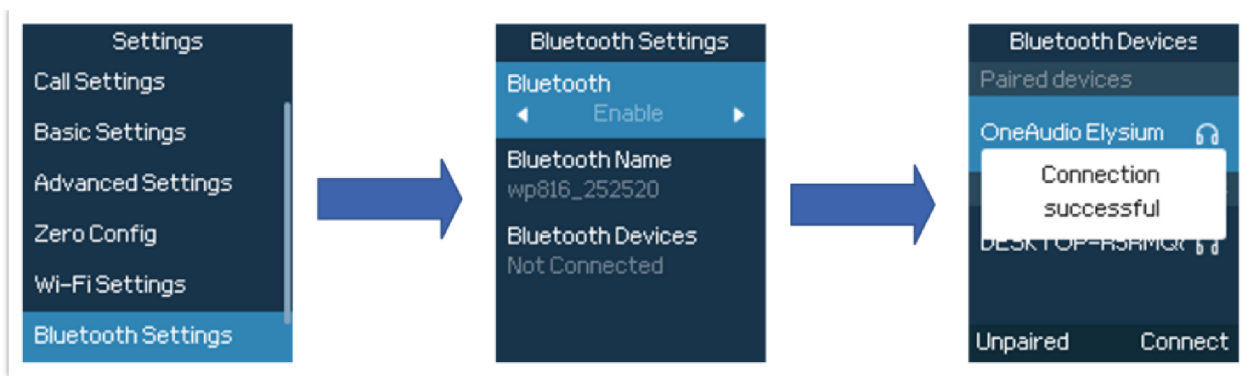 Settings
Call Settings
Basic Settings
Advanced Settings
Zero Config
Wi-Fi Settings
Bluetooth Settings
Bluetooth Settings
Bluetooth
Enable
Bluetooth Name
wp816_252520
Bluetooth Devices
Not Connected
Bluetooth Devices
Paired devices
OneAudio Elysium
Connection
successful
Unpaired Connect